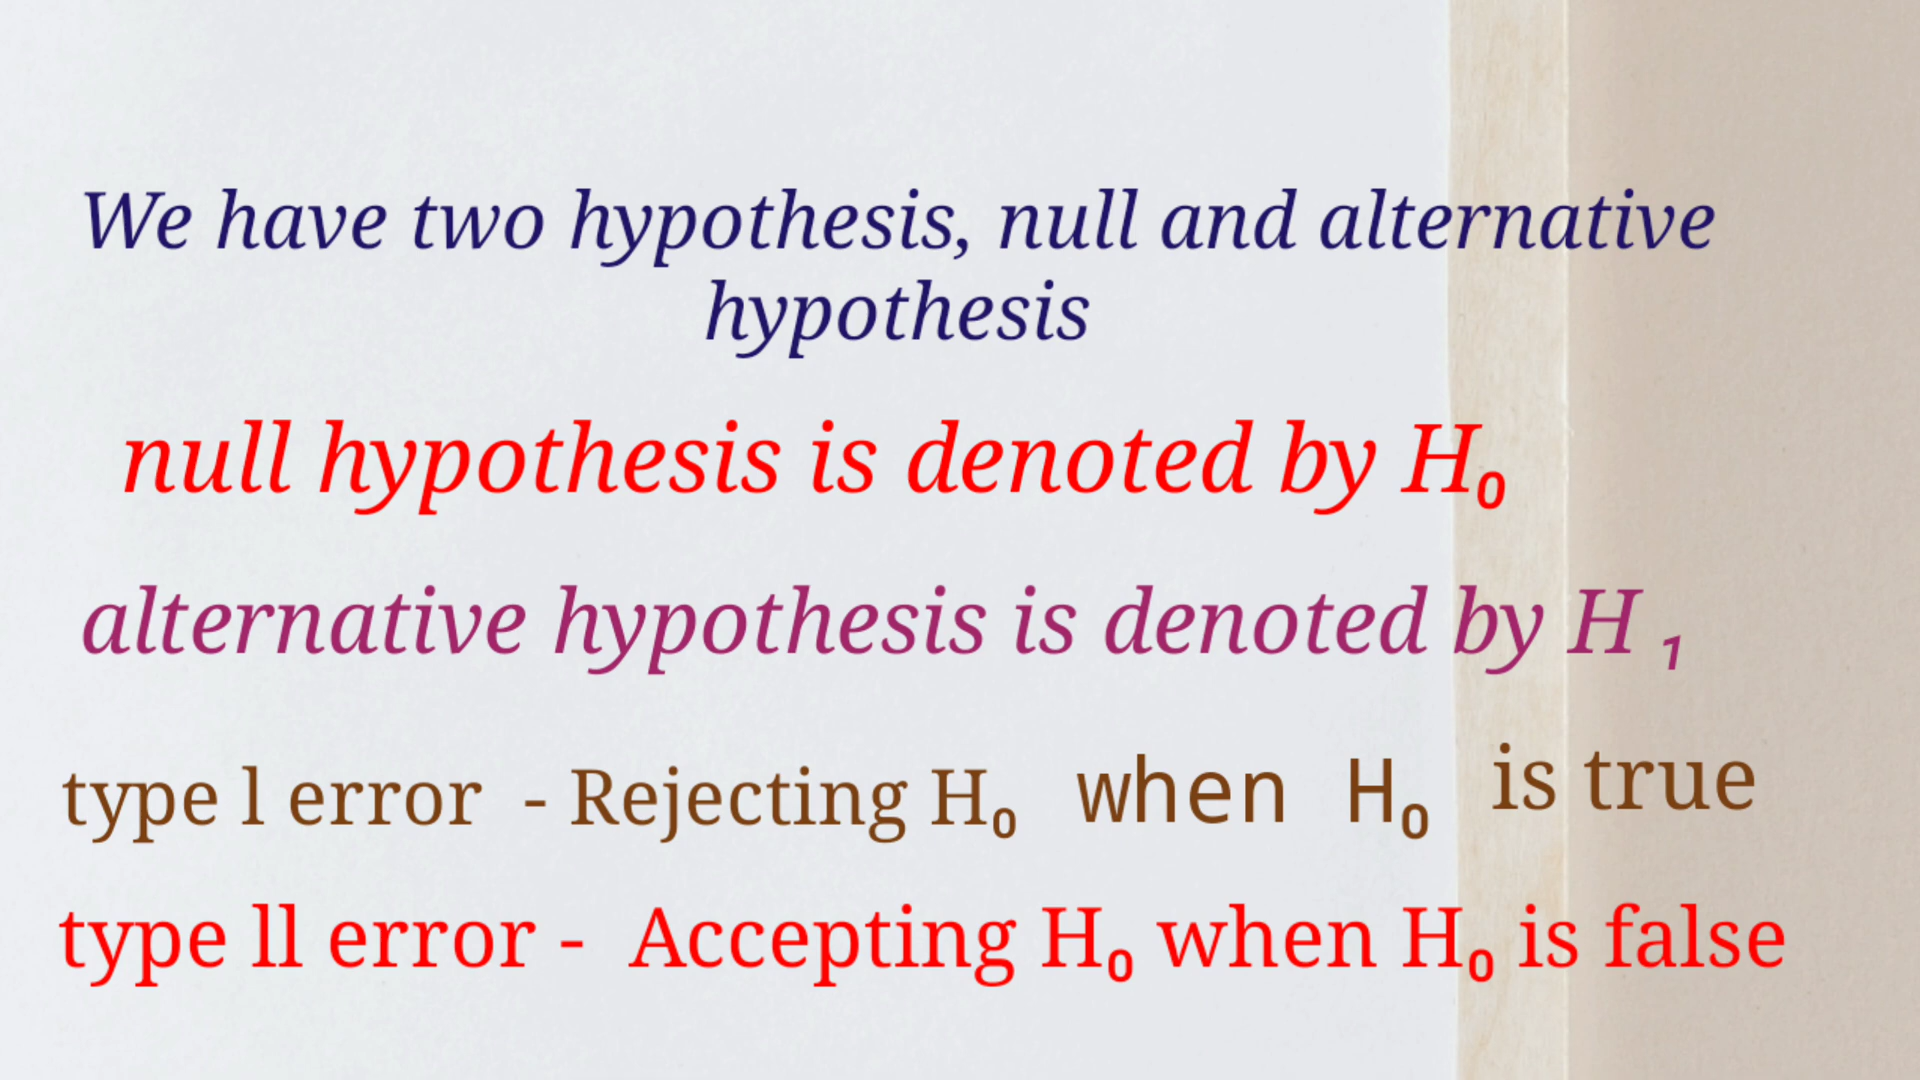 We have two hypothesis, null and alternative
hypothesis
null hypothesis is denoted by H₀
alternative hypothesis is denoted by H ₁
type l error - Rejecting H₀ when H₀ is true
type ll error - Accepting H₀ when H₀ is false